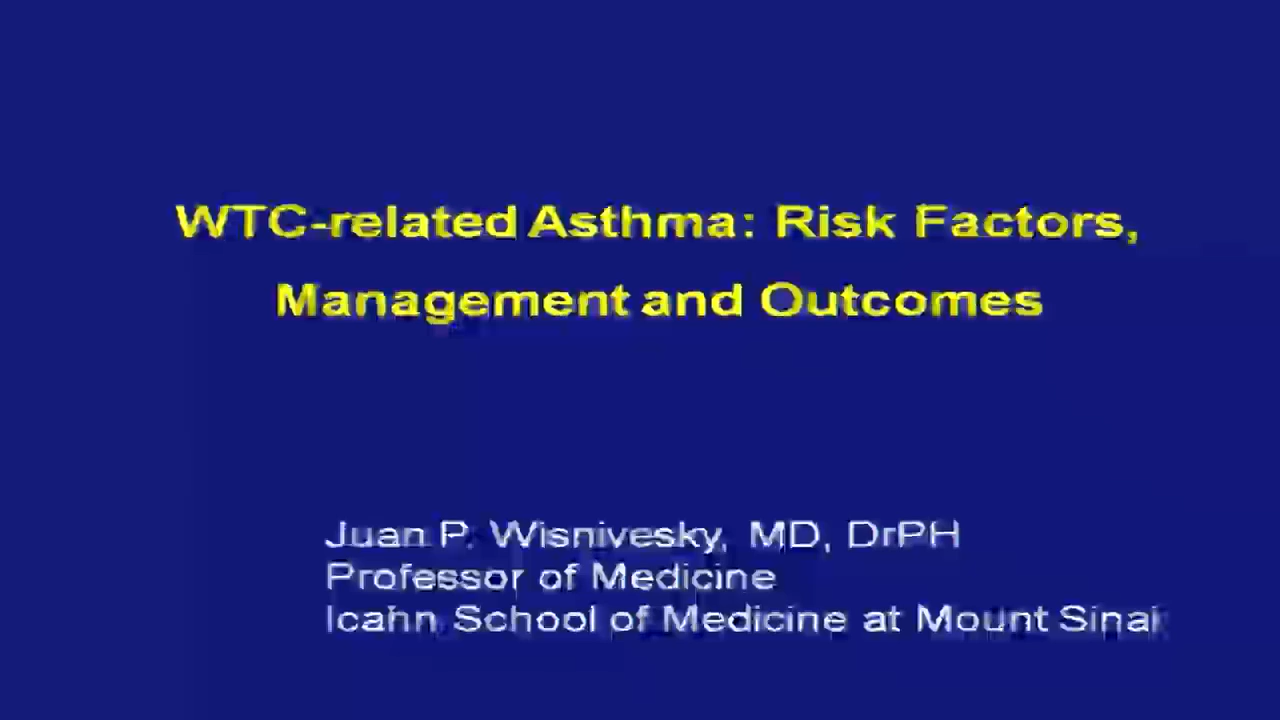 WTC-related Asthma: Risk Factors,
Management and Outcomes
Juan P. Wisnivesky, MD, DrPH
Professor of Medicine
Icahn School of Medicine at Mount Sinai